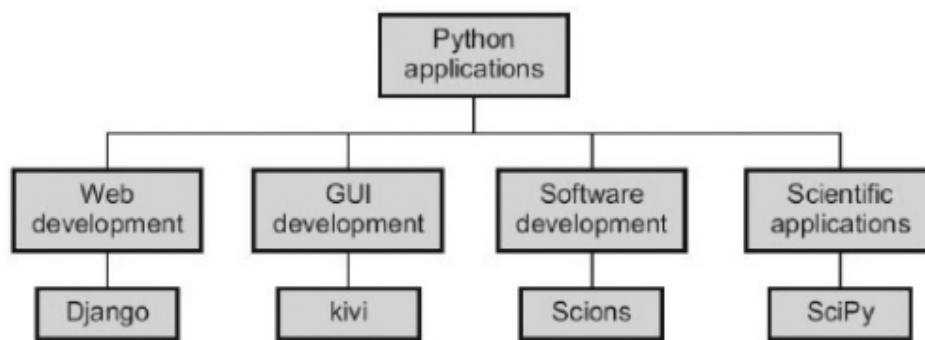 Python
applications
Web
development
GUI
development
Software
development
Scientific
applications
Django
kivi
Scions
SciPy